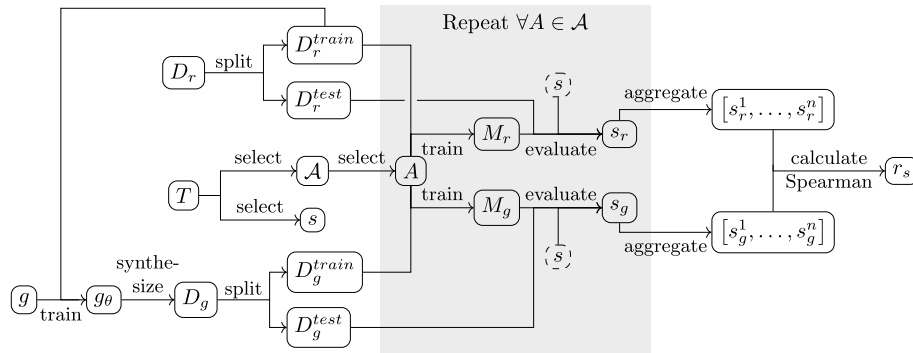 Repeat ∀A ∈ 𝒜
D_r^{train}
split
D_r
D_r^{test}
s
aggregate
[s_r^1, . . . , s_r^n]
M_r
s_r
train
evaluate
select
𝒜
select
A
calculate
Spearman
r_s
T
select
s
train
M_g
evaluate
s_g
[s_g^1, . . . , s_g^n]
aggregate
s
D_g^{train}
synthe-
size
split
g
train
g_θ
D_g
D_g^{test}